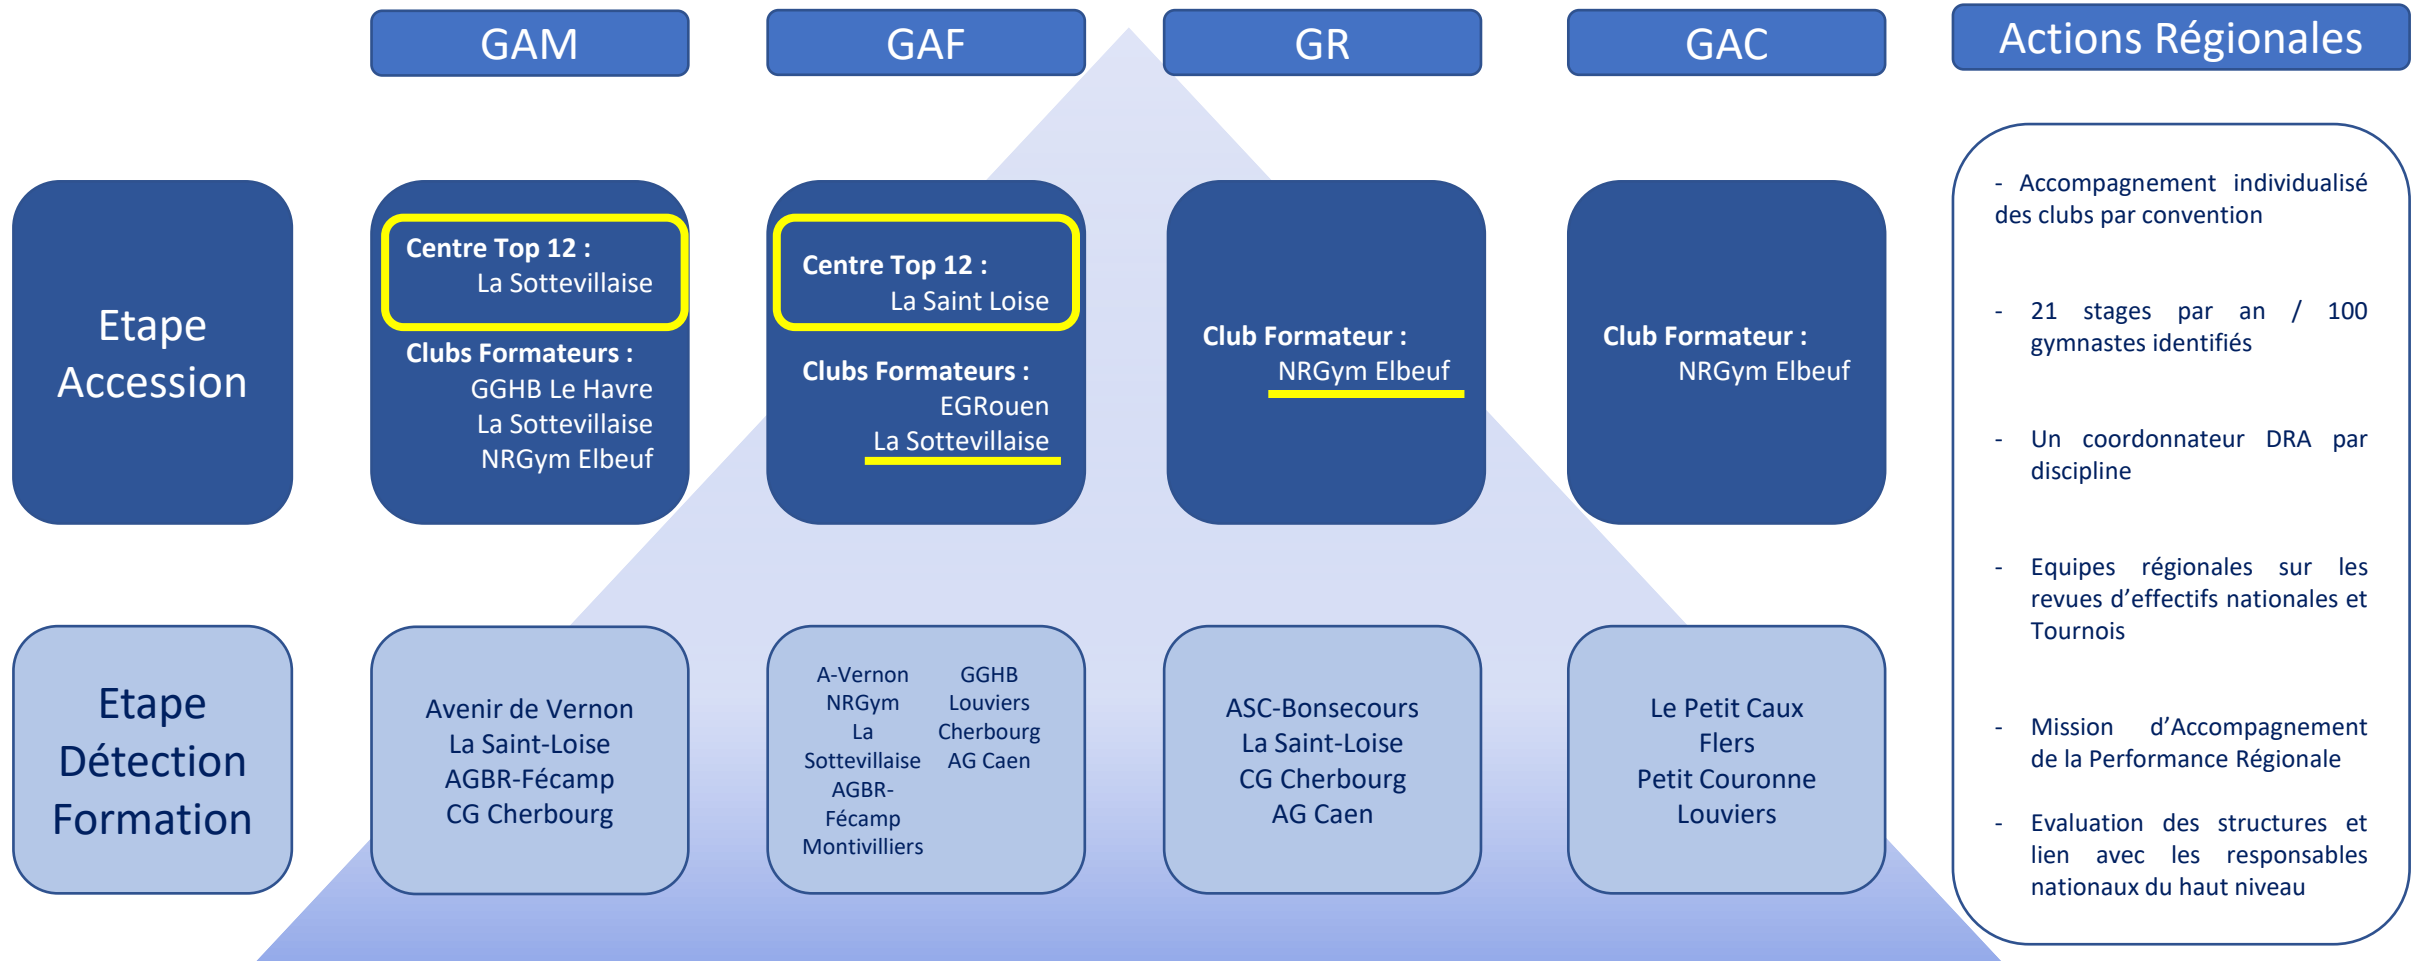 GAM
GAF
GR
GAC
Actions Régionales
Etape
Accession
Centre Top 12 :
La Sottevillaise
Clubs Formateurs :
GGHB Le Havre
La Sottevillaise
NRGym Elbeuf
Centre Top 12 :
La Saint Loise
Clubs Formateurs :
EGRouen
La Sottevillaise
Club Formateur :
NRGym Elbeuf
Club Formateur :
NRGym Elbeuf
Etape
Détection
Formation
Avenir de Vernon
La Saint-Loise
AGBR-Fécamp
CG Cherbourg
A-Vernon
NRGym
La
Sottevillaise
AGBR-
Fécamp
Montivilliers
GGHB
Louviers
Cherbourg
AG Caen
ASC-Bonsecours
La Saint-Loise
CG Cherbourg
AG Caen
Le Petit Caux
Flers
Petit Couronne
Louviers
- Accompagnement individualisé
des clubs par convention
- 21 stages par an / 100
gymnastes identifiés
- Un coordonnateur DRA par
discipline
- Equipes régionales sur les
revues d’effectifs nationales et
Tournois
- Mission d’Accompagnement
de la Performance Régionale
- Evaluation des structures et
lien avec les responsables
nationaux du haut niveau